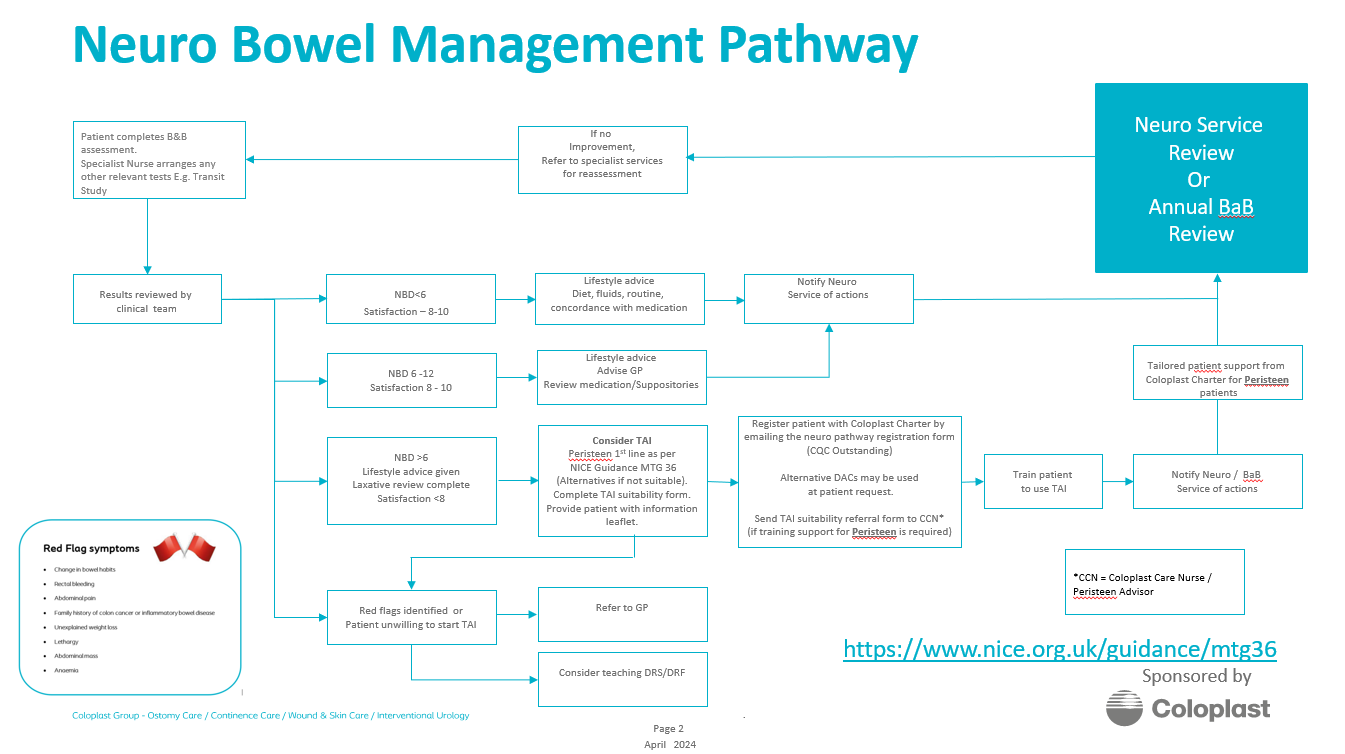 Neuro Bowel Management Pathway
Patient completes B&B
assessment.
Specialist Nurse arranges any
other relevant tests E.g. Transit
Study
If no
Improvement,
Refer to specialist services
for reassessment
Neuro Service
Review
Or
Annual BaB
Review
Results reviewed by
clinical team
NBD<6
Satisfaction – 8-10
Lifestyle advice
Diet, fluids, routine,
concordance with medication
Notify Neuro
Service of actions
NBD 6 -12
Satisfaction 8 - 10
Lifestyle advice
Advise GP
Review medication/Suppositories
Tailored patient support from
Coloplast Charter for Peristeen
patients
NBD >6
Lifestyle advice given
Laxative review complete
Satisfaction <8
Consider TAI
Peristeen 1st line as per
NICE Guidance MTG 36
(Alternatives if not suitable).
Complete TAI suitability form.
Provide patient with information
leaflet.
Register patient with Coloplast Charter by
emailing the neuro pathway registration form
(CQC Outstanding)
Alternative DACs may be used
at patient request.
Send TAI suitability referral form to CCN*
(if training support for Peristeen is required)
Train patient
to use TAI
Notify Neuro / BaB
Service of actions
Red Flag symptoms
• Change in bowel habits
• Rectal bleeding
• Abdominal pain
• Family history of colon cancer or inflammatory bowel disease
• Unexplained weight loss
• Lethargy
• Abdominal mass
• Anaemia
Red flags identified or
Patient unwilling to start TAI
Refer to GP
Consider teaching DRS/DRF
*CCN = Coloplast Care Nurse /
Peristeen Advisor
https://www.nice.org.uk/guidance/mtg36
Sponsored by
Coloplast
Coloplast Group - Ostomy Care / Continence Care / Wound & Skin Care / Interventional Urology
Page 2
April 2024